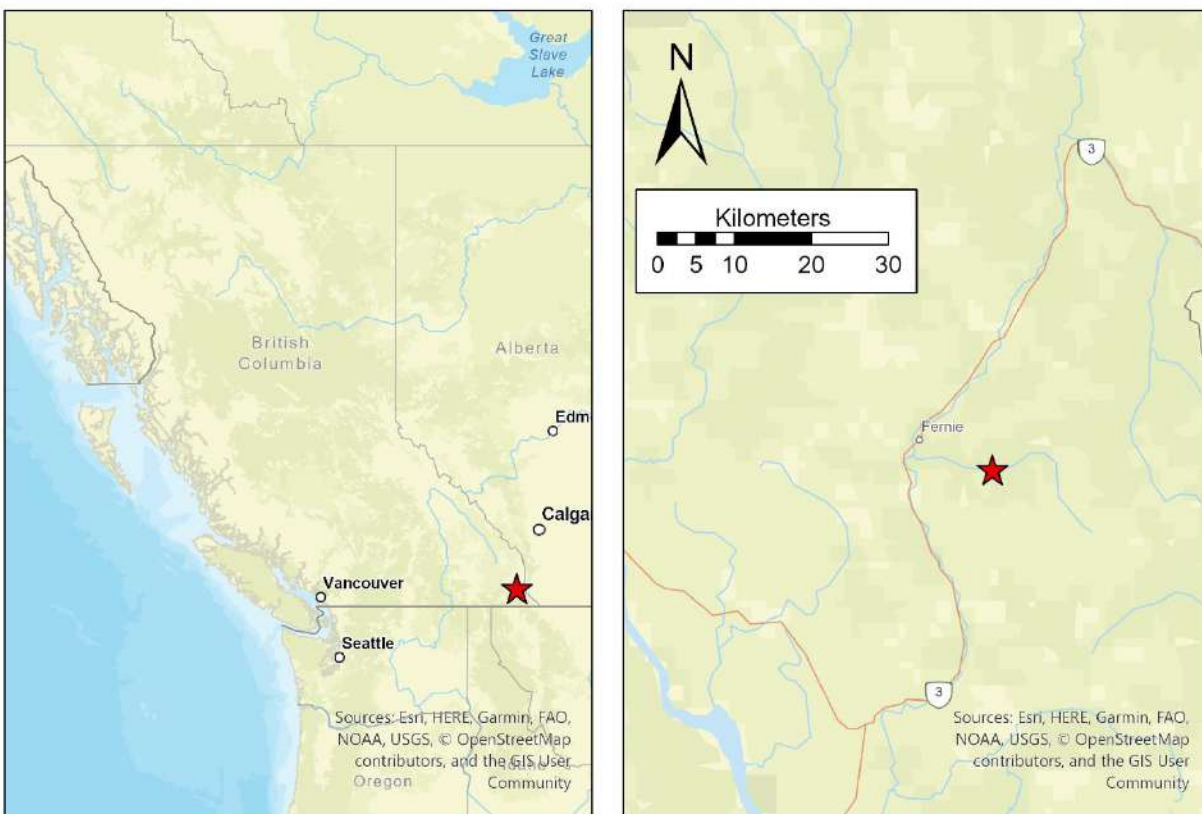 Great
Slave
Lake
British
Columbia
Alberta
Edm
Calga
Vancouver
Seattle
Sources: Esri, HERE, Garmin, FAO,
NOAA, USGS, © OpenStreetMap
contributors, and the GIS User
Community
Idaho
Oregon
N
Kilometers
0 5 10 20 30
3
Fernie
3
Sources: Esri, HERE, Garmin, FAO,
NOAA, USGS, © OpenStreetMap
contributors, and the GIS User
Community